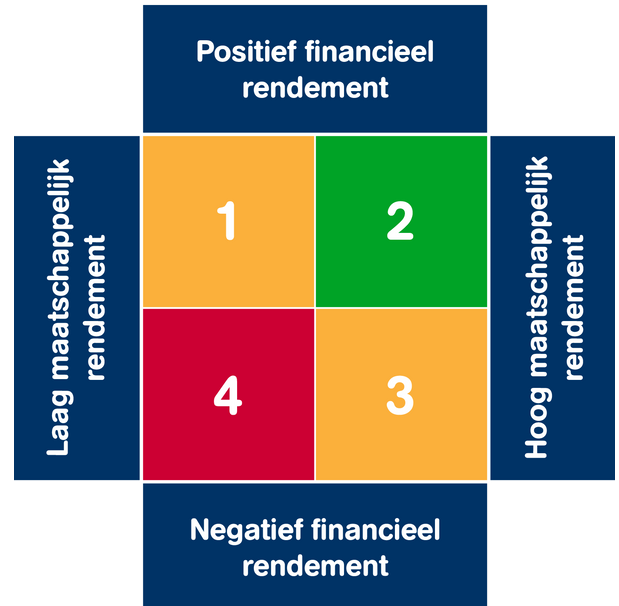 Positief financieel
rendement
Laag maatschappelijk
rendement
1
2
Hoog maatschappelijk
rendement
4
3
Negatief financieel
rendement